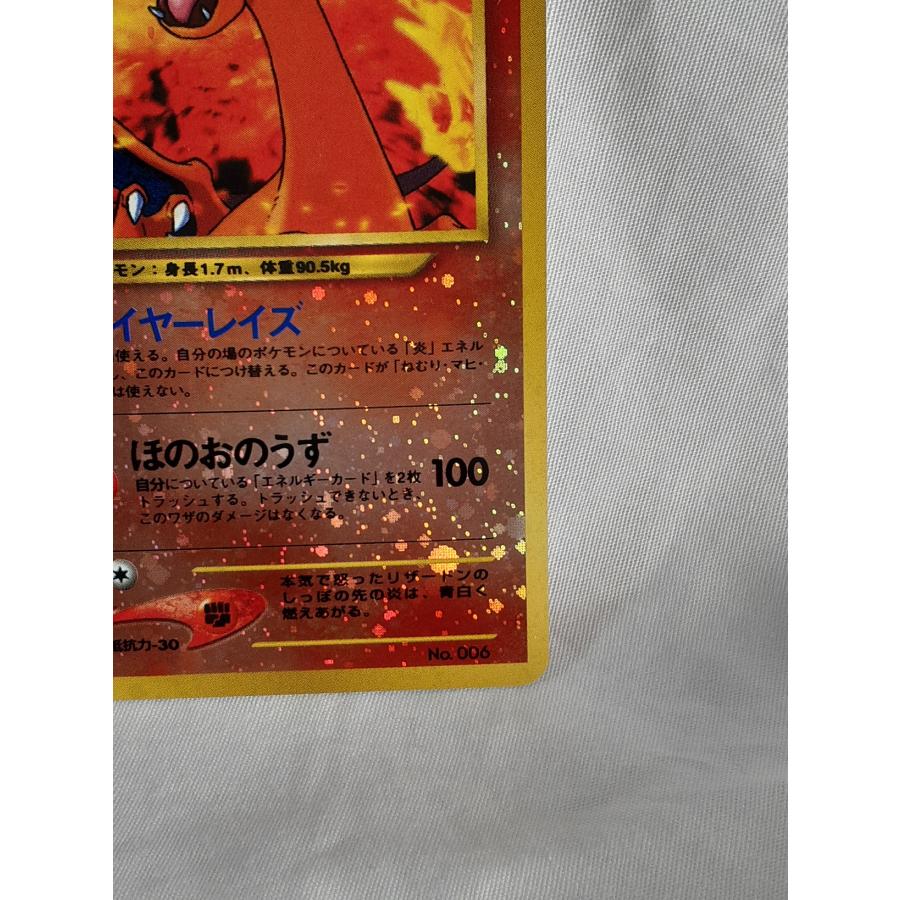 モン：身長1.7m、体重90.5kg
イヤーレイズ
使える。自分の場のポケモンについている「炎」エネル
、このカードにつけ替える。このカードが「ねむり・マヒ・
は使えない。
ほのおのうず
自分についている「エネルギーカード」を2枚
トラッシュする。トラッシュできないとき、
このワザのダメージはなくなる。
100
本気で怒ったリザードンの
しっぽの先の炎は、青白く
燃えあがる。
抵抗力-30
No. 006